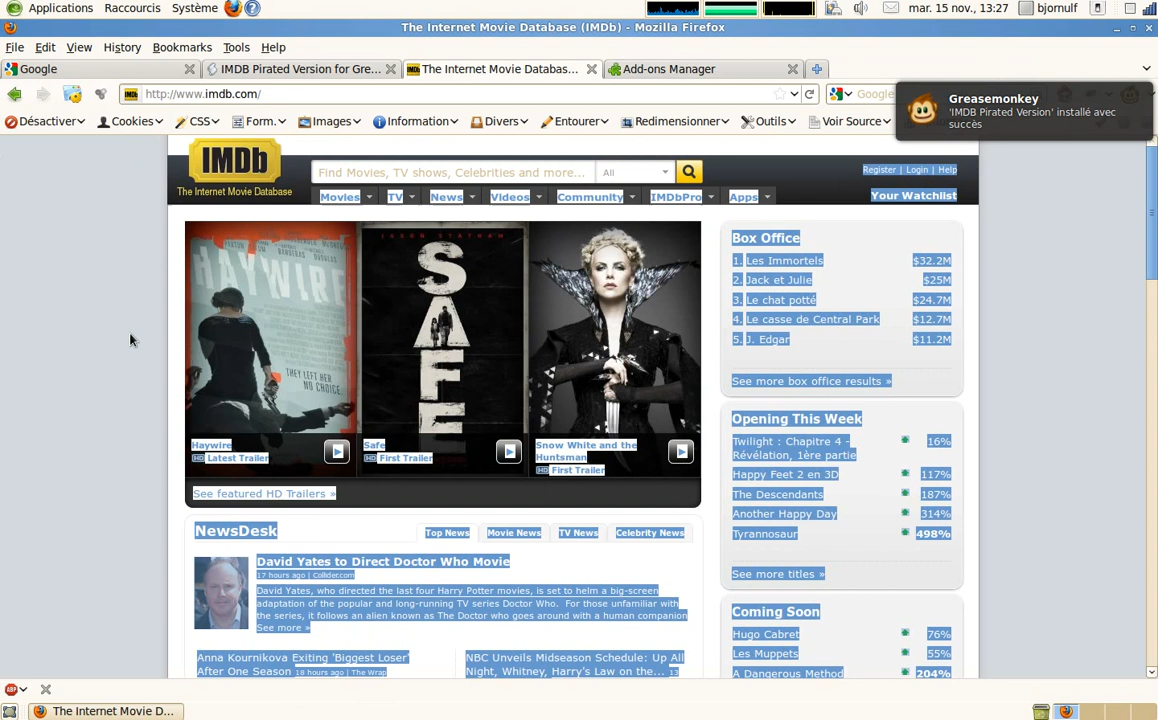 Applications Raccourcis Système mar. 15 nov., 13:27 bjornulf
The Internet Movie Database (IMDb) - Mozilla Firefox
File Edit View History Bookmarks Tools Help
Google IMDB Pirated Version for Gre... The Internet Movie Databas... Add-ons Manager
http://www.imdb.com/ Google
Greasemonkey
'IMDB Pirated Version' installé avec
succès
Désactiver Cookies CSS Form. Images Information Divers Entourer Redimensionner Outils Voir Source
IMDb
The Internet Movie Database
Find Movies, TV shows, Celebrities and more... All
Register | Login | Help
Movies TV News Videos Community IMDbPro Apps
Your Watchlist
HAYWIRE
THEY LEFT HER
NO CHOICE
JASON STATHAM
SAFE
Haywire
HD Latest Trailer
Safe
HD First Trailer
Snow White and the
Huntsman
HD First Trailer
See featured HD Trailers »
Box Office
1. Les Immortels $32.2M
2. Jack et Julie $25M
3. Le chat potté $24.7M
4. Le casse de Central Park $12.7M
5. J. Edgar $11.2M
See more box office results »
Opening This Week
Twilight : Chapitre 4 - 16%
Révélation, 1ère partie
Happy Feet 2 en 3D 117%
The Descendants 187%
Another Happy Day 314%
Tyrannosaur 498%
See more titles »
Coming Soon
Hugo Cabret 76%
Les Muppets 55%
A Dangerous Method 204%
NewsDesk Top News Movie News TV News Celebrity News
David Yates to Direct Doctor Who Movie
17 hours ago | Collider.com
David Yates, who directed the last four Harry Potter movies, is set to helm a big-screen
adaptation of the popular and long-running TV series Doctor Who. For those unfamiliar with
the series, it follows an alien known as The Doctor who goes around with a human companion
See more »
Anna Kournikova Exiting 'Biggest Loser'
After One Season 18 hours ago | The Wrap
NBC Unveils Midseason Schedule: Up All
Night, Whitney, Harry's Law on the... 13
ABP
The Internet Movie D...